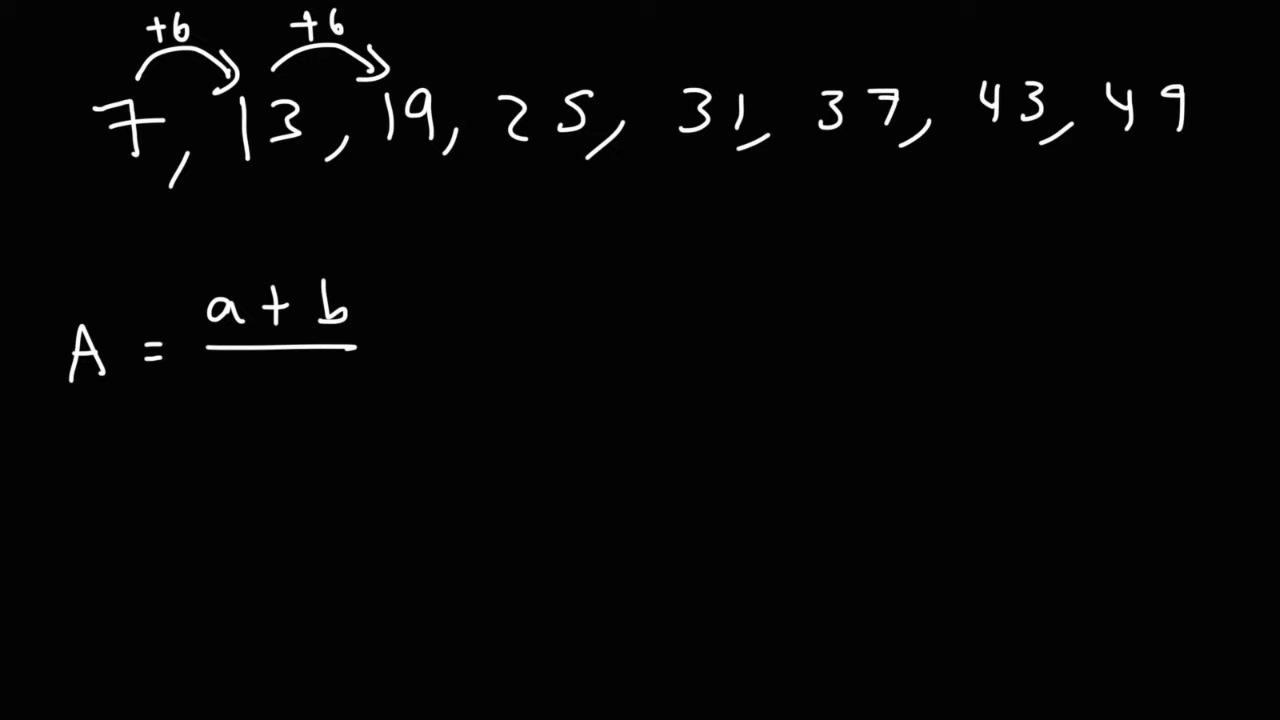 +6 +6
7, 13, 19, 25, 31, 37, 43, 49
a + b
A =